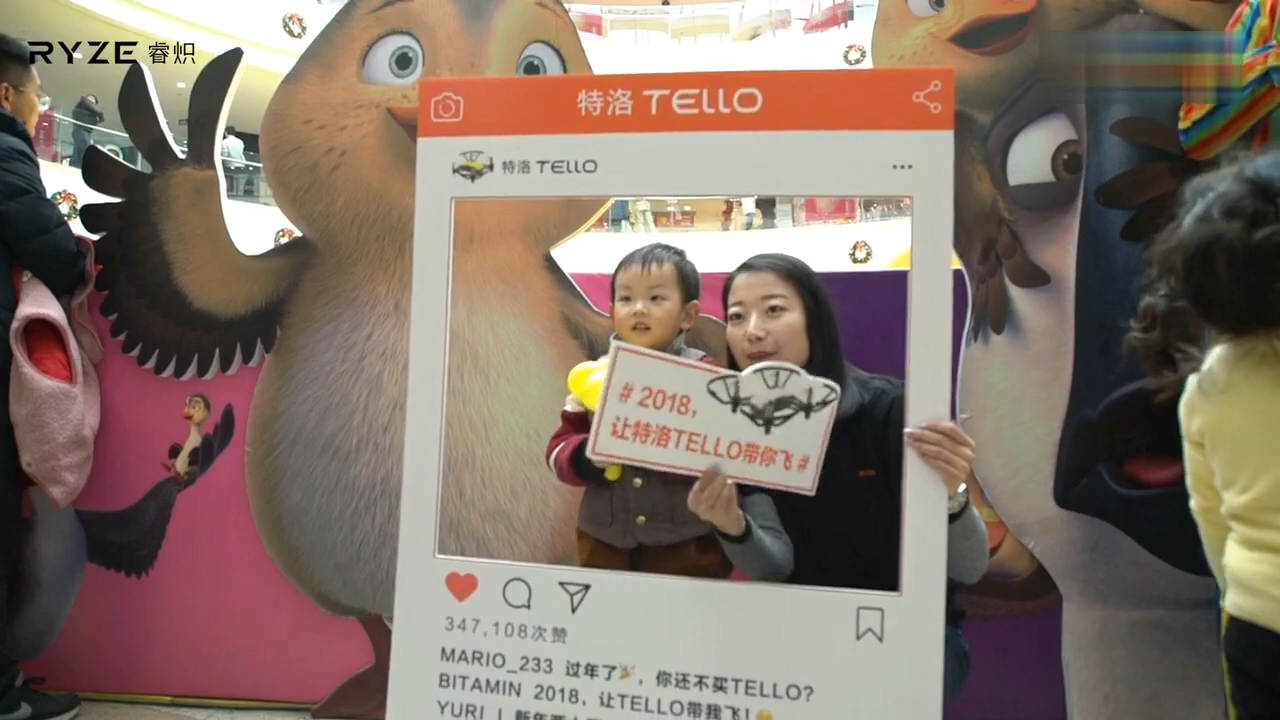 RYZE 睿炽
特洛 TELLO
特洛 TELLO
# 2018,
让特洛TELLO带你飞 #
347,108次赞
MARIO_233 过年了🎉, 你还不买TELLO?
BITAMIN 2018, 让TELLO带我飞!
YURI